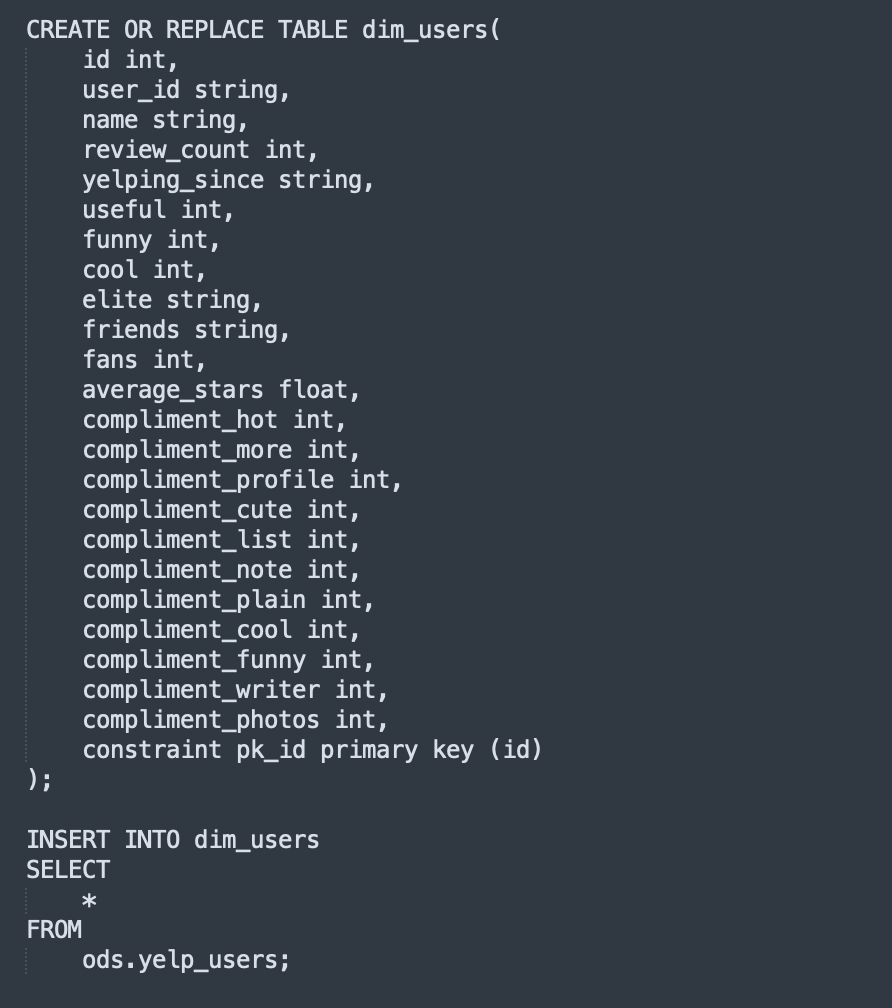 CREATE OR REPLACE TABLE dim_users(
    id int,
    user_id string,
    name string,
    review_count int,
    yelping_since string,
    useful int,
    funny int,
    cool int,
    elite string,
    friends string,
    fans int,
    average_stars float,
    compliment_hot int,
    compliment_more int,
    compliment_profile int,
    compliment_cute int,
    compliment_list int,
    compliment_note int,
    compliment_plain int,
    compliment_cool int,
    compliment_funny int,
    compliment_writer int,
    compliment_photos int,
    constraint pk_id primary key (id)
);

INSERT INTO dim_users
SELECT
    *
FROM
    ods.yelp_users;